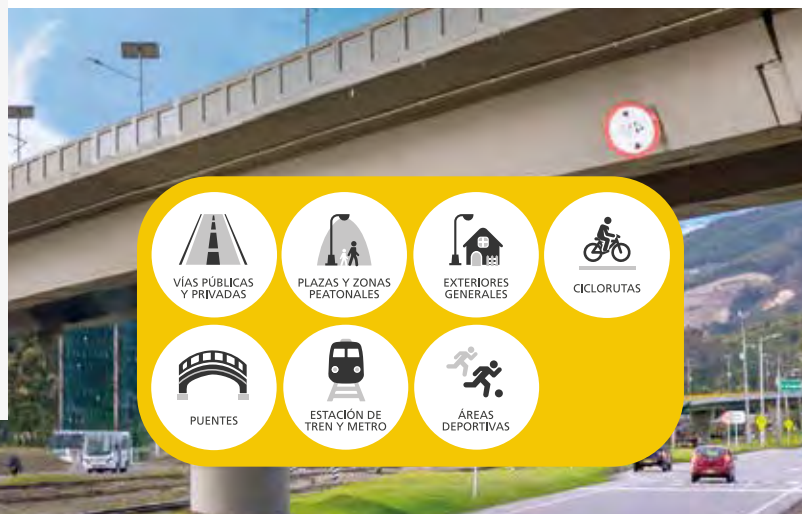 VÍAS PÚBLICAS
Y PRIVADAS
PLAZAS Y ZONAS
PEATONALES
EXTERIORES
GENERALES
CICLORUTAS
PUENTES
ESTACIÓN DE
TREN Y METRO
ÁREAS
DEPORTIVAS